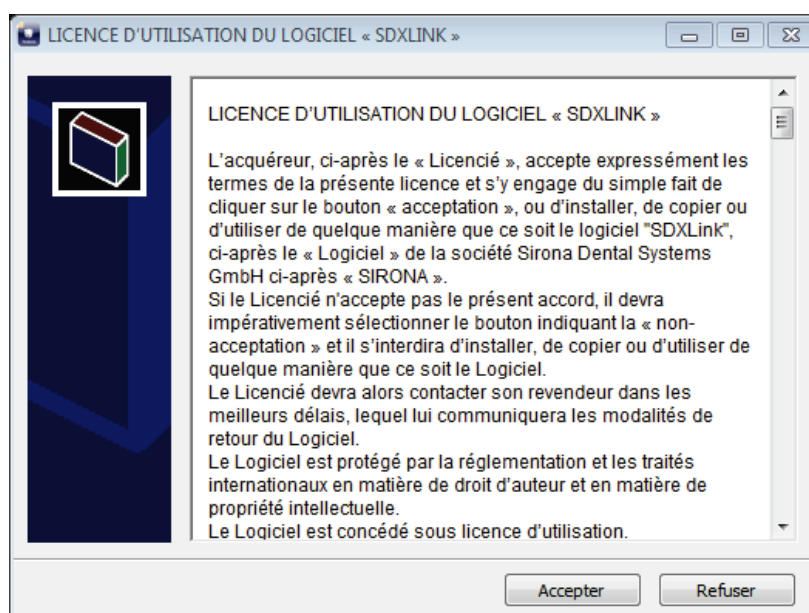 LICENCE D'UTILISATION DU LOGICIEL « SDXLINK »
LICENCE D'UTILISATION DU LOGICIEL « SDXLINK »
L'acquéreur, ci-après le « Licencié », accepte expressément les
termes de la présente licence et s'y engage du simple fait de
cliquer sur le bouton « acceptation », ou d'installer, de copier ou
d'utiliser de quelque manière que ce soit le logiciel "SDXLink",
ci-après le « Logiciel » de la société Sirona Dental Systems
GmbH ci-après « SIRONA ».
Si le Licencié n'accepte pas le présent accord, il devra
impérativement sélectionner le bouton indiquant la « non-
acceptation » et il s'interdira d'installer, de copier ou d'utiliser de
quelque manière que ce soit le Logiciel.
Le Licencié devra alors contacter son revendeur dans les
meilleurs délais, lequel lui communiquera les modalités de
retour du Logiciel.
Le Logiciel est protégé par la réglementation et les traités
internationaux en matière de droit d'auteur et en matière de
propriété intellectuelle.
Le Logiciel est concédé sous licence d'utilisation.
Accepter
Refuser